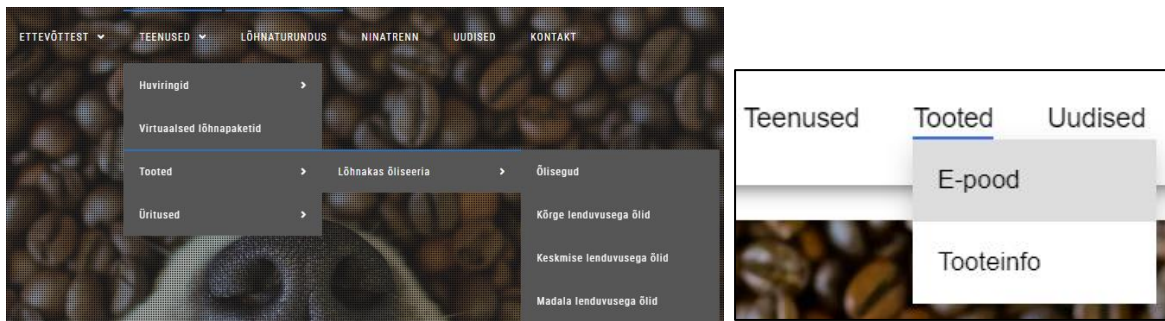 ETTEVÕTTEST TEENUSED LÕHNATURUNDUS NINATRENN UUDISED KONTAKT
Huviringid
Virtuaalsed lõhnapaketid
Tooted Lõhnakas õliseeria Õlisegud
Üritused Kõrge lenduvusega õlid
Keskmise lenduvusega õlid
Madala lenduvusega õlid
Teenused Tooted Uudised
E-pood
Tooteinfo